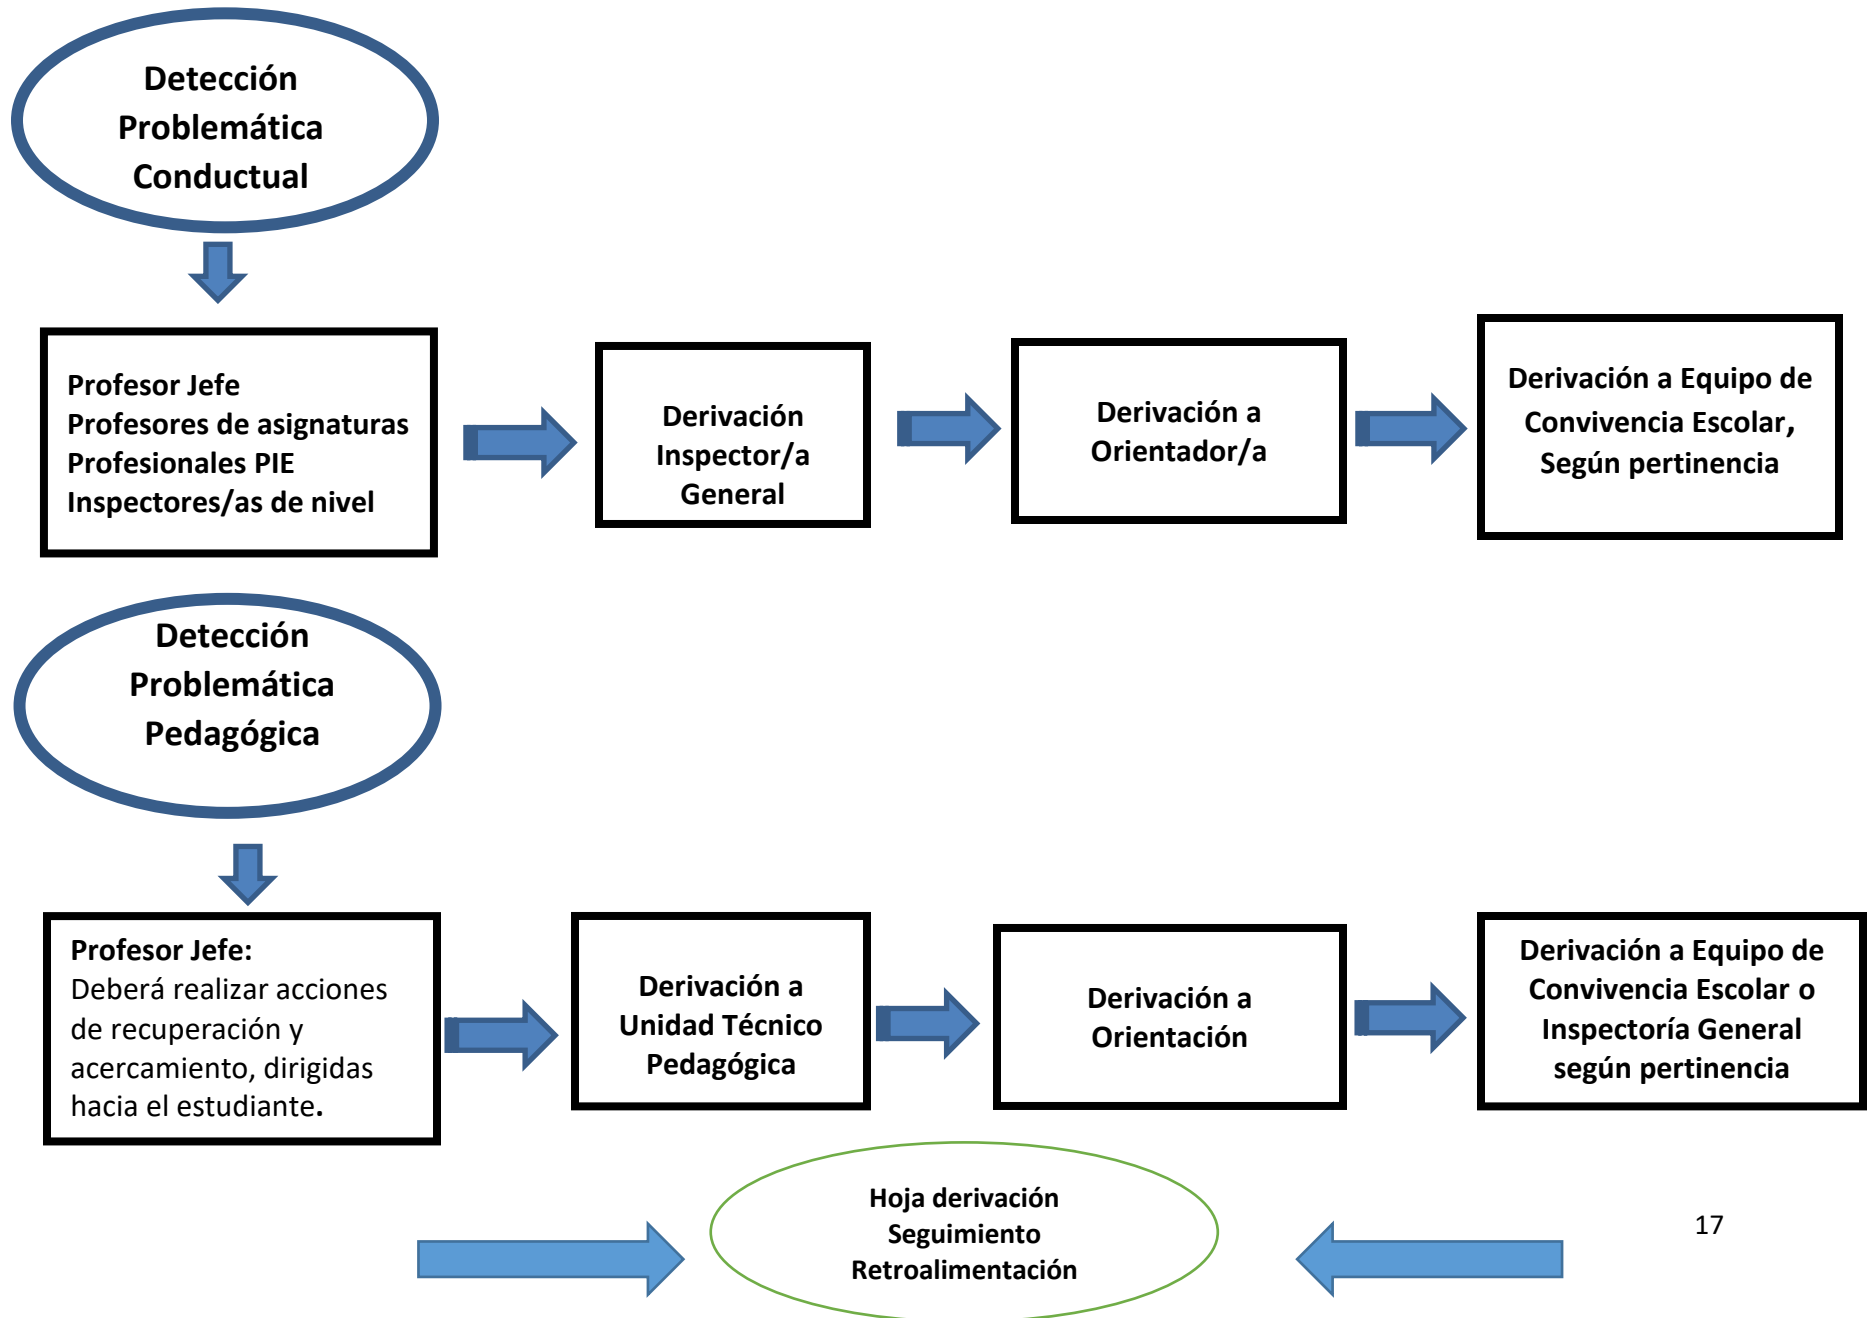 Detección
Problemática
Conductual
Profesor Jefe
Profesores de asignaturas
Profesionales PIE
Inspectores/as de nivel
Derivación
Inspector/a
General
Derivación a
Orientador/a
Derivación a Equipo de
Convivencia Escolar,
Según pertinencia
Detección
Problemática
Pedagógica
Profesor Jefe:
Deberá realizar acciones
de recuperación y
acercamiento, dirigidas
hacia el estudiante.
Derivación a
Unidad Técnico
Pedagógica
Derivación a
Orientación
Derivación a Equipo de
Convivencia Escolar o
Inspectoría General
según pertinencia
Hoja derivación
Seguimiento
Retroalimentación
17